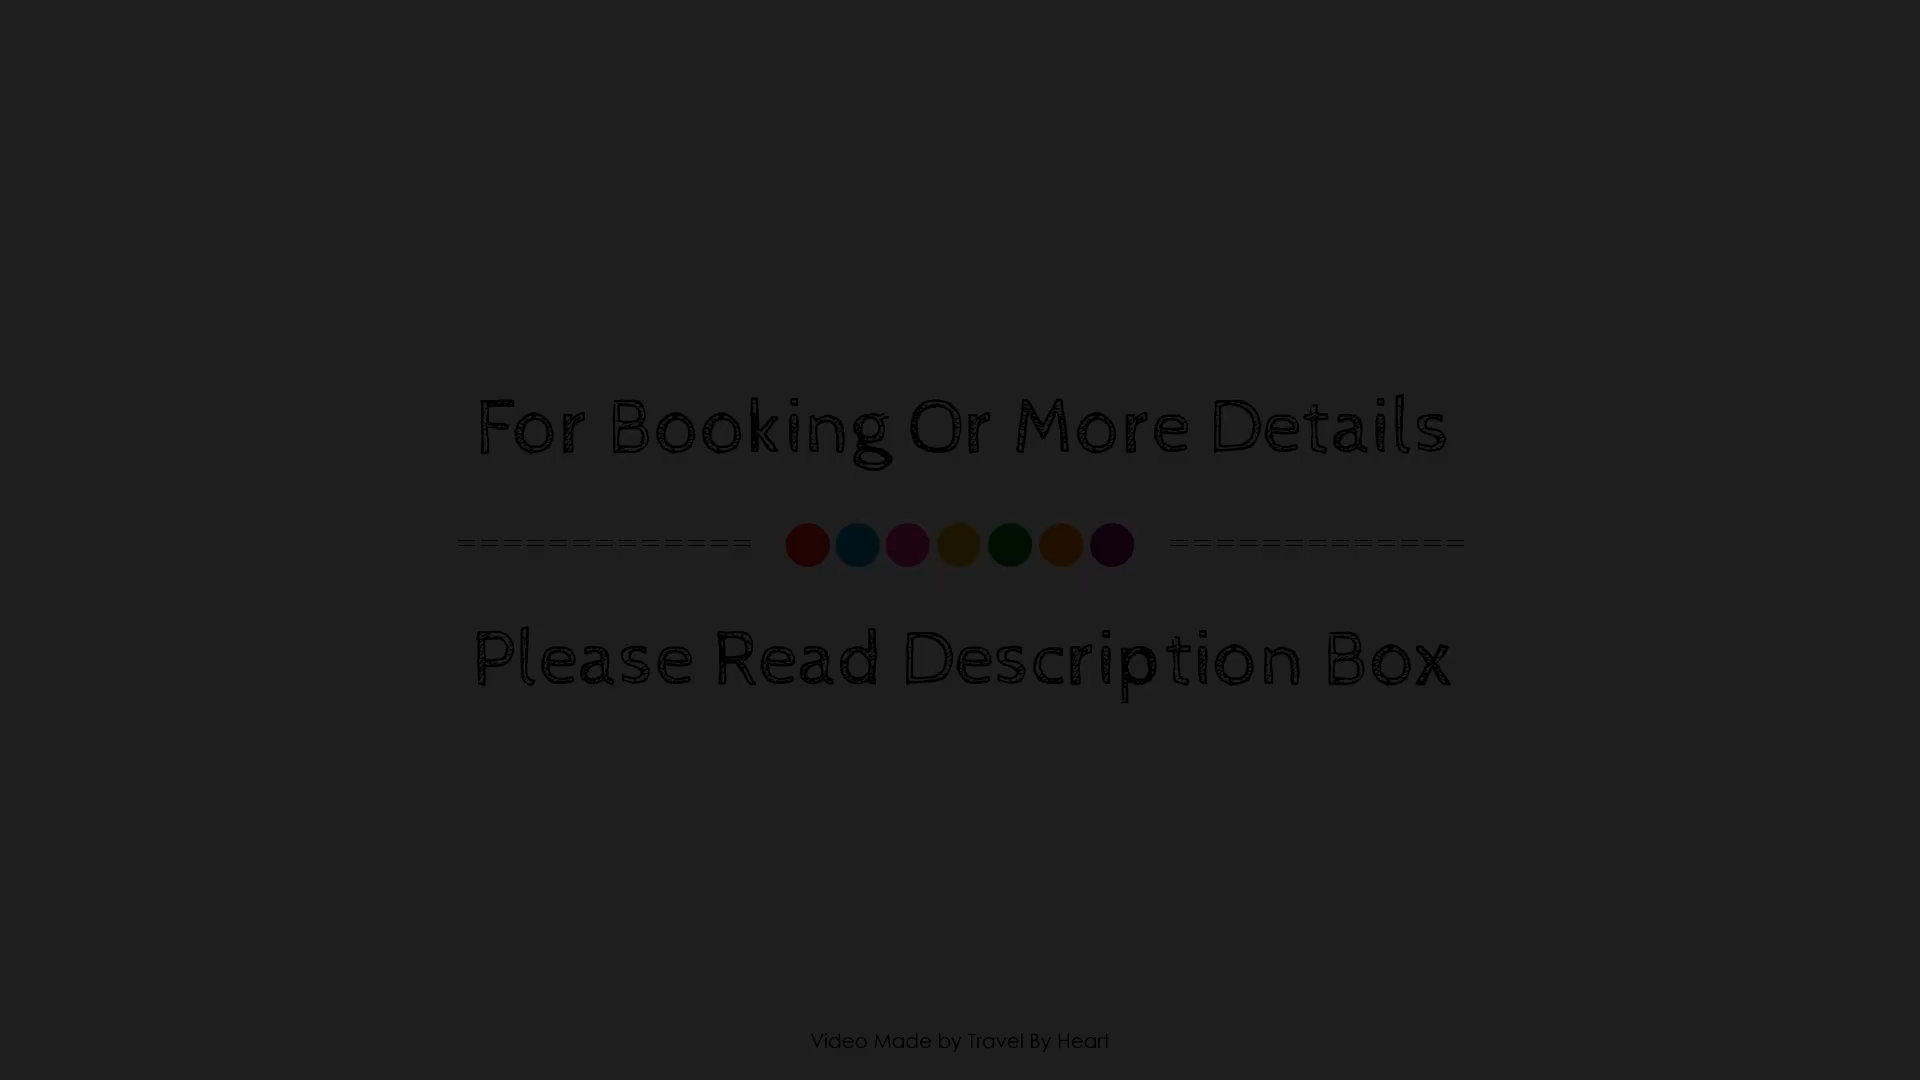 For Booking Or More Details
============= =============
Please Read Description Box
Video Made by Travel By Heart